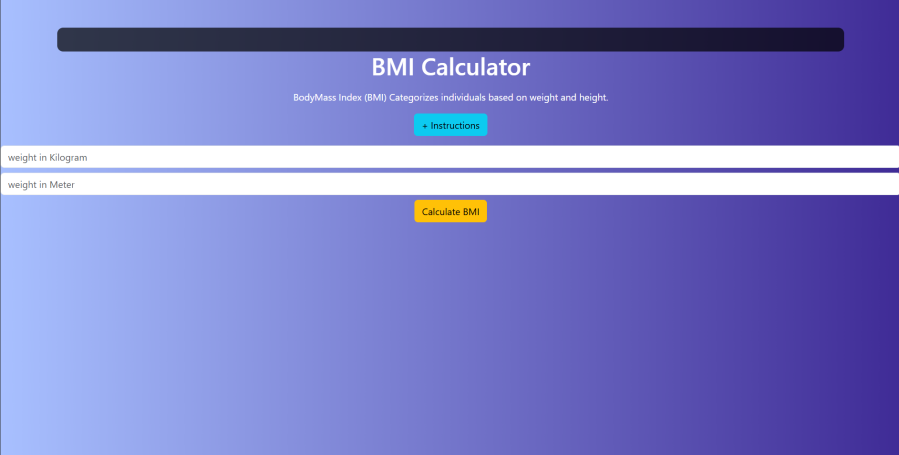 BMI Calculator
BodyMass Index (BMI) Categorizes individuals based on weight and height.
+ Instructions
weight in Kilogram
weight in Meter
Calculate BMI